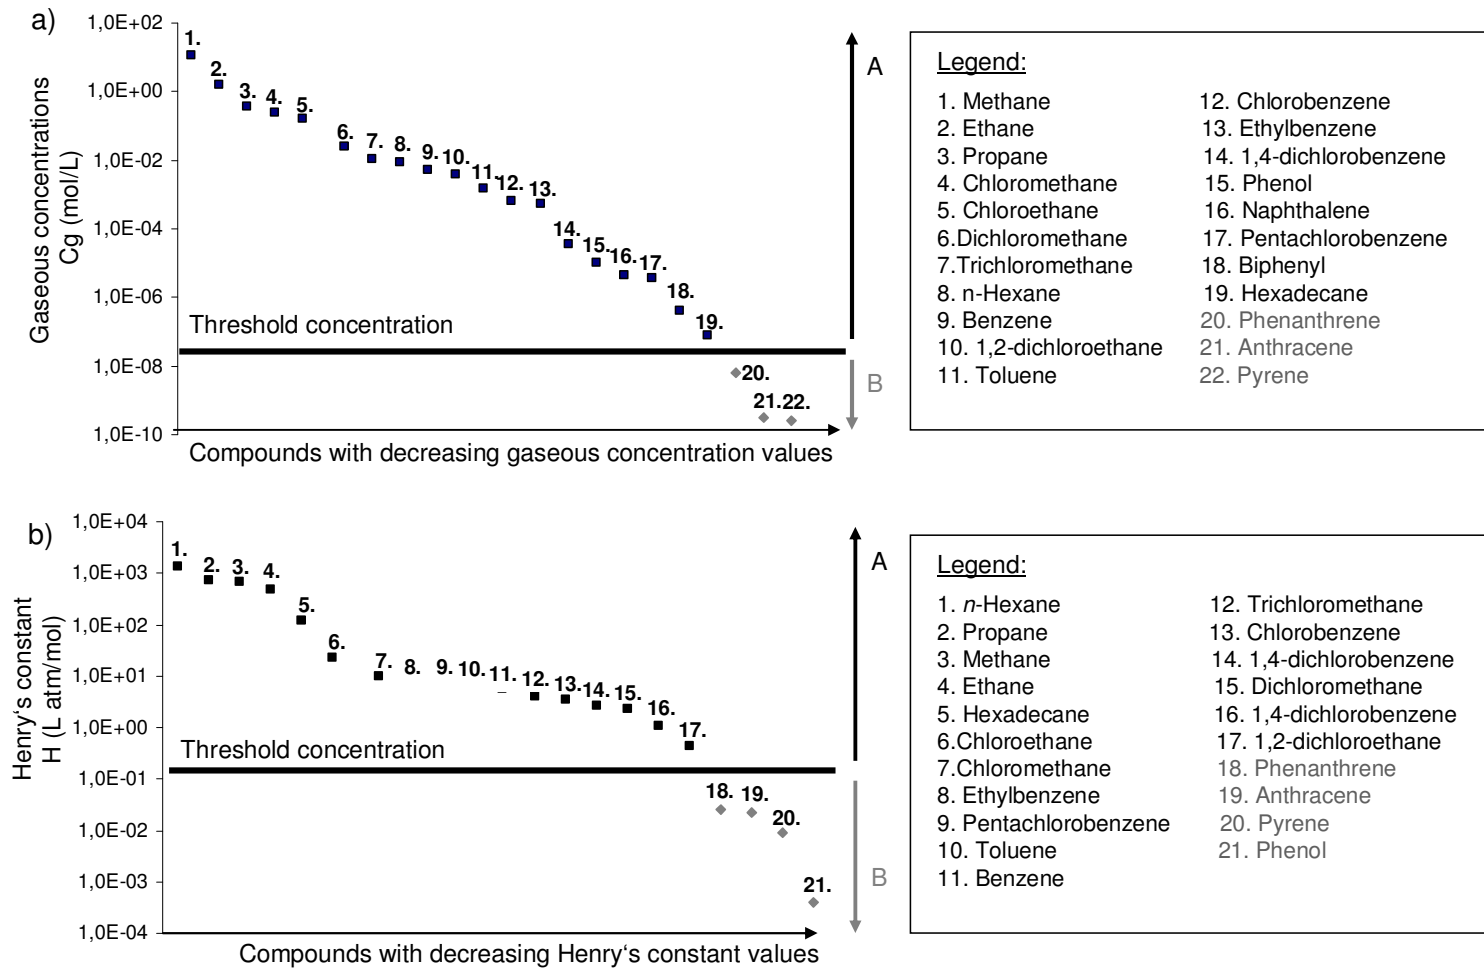 a)
Gaseous concentrations
Cg (mol/L)
1,0E+02
1,0E+00
1,0E-02
1,0E-04
1,0E-06
1,0E-08
1,0E-10
1.
2.
3.
4.
5.
6.
7.
8.
9.
10.
11.
12.
13.
14.
15.
16.
17.
18.
19.
20.
21.
22.
Threshold concentration
A
B
Compounds with decreasing gaseous concentration values
Legend:
1. Methane
2. Ethane
3. Propane
4. Chloromethane
5. Chloroethane
6.Dichloromethane
7.Trichloromethane
8. n-Hexane
9. Benzene
10. 1,2-dichloroethane
11. Toluene
12. Chlorobenzene
13. Ethylbenzene
14. 1,4-dichlorobenzene
15. Phenol
16. Naphthalene
17. Pentachlorobenzene
18. Biphenyl
19. Hexadecane
20. Phenanthrene
21. Anthracene
22. Pyrene
b)
Henry‘s constant
H (L atm/mol)
1,0E+04
1,0E+03
1,0E+02
1,0E+01
1,0E+00
1,0E-01
1,0E-02
1,0E-03
1,0E-04
1.
2.
3.
4.
5.
6.
7.
8.
9.
10.
11.
12.
13.
14.
15.
16.
17.
18.
19.
20.
21.
Threshold concentration
A
B
Compounds with decreasing Henry‘s constant values
Legend:
1. n-Hexane
2. Propane
3. Methane
4. Ethane
5. Hexadecane
6.Chloroethane
7.Chloromethane
8. Ethylbenzene
9. Pentachlorobenzene
10. Toluene
11. Benzene
12. Trichloromethane
13. Chlorobenzene
14. 1,4-dichlorobenzene
15. Dichloromethane
16. 1,4-dichlorobenzene
17. 1,2-dichloroethane
18. Phenanthrene
19. Anthracene
20. Pyrene
21. Phenol